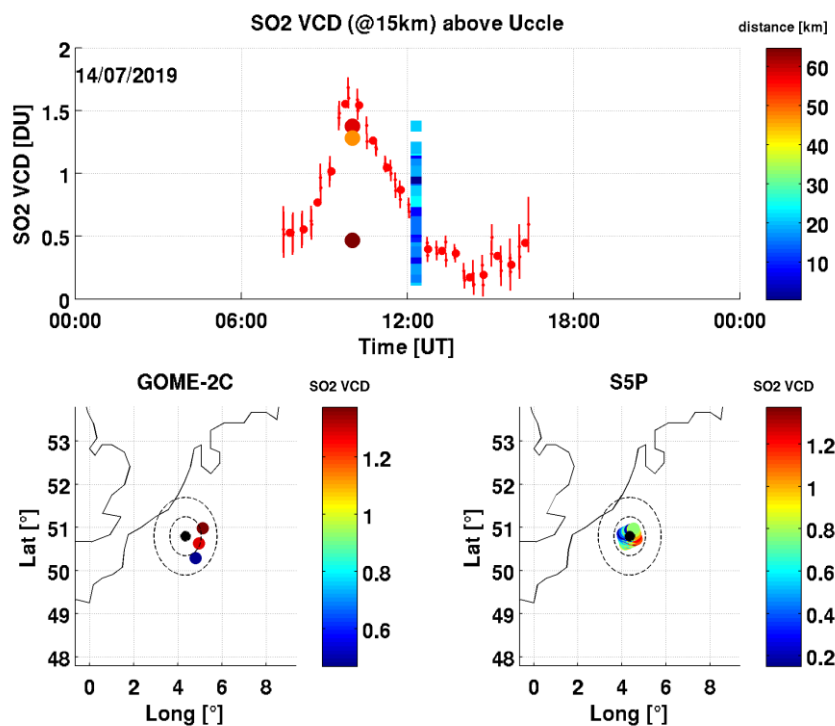 SO2 VCD (@15km) above Uccle
distance [km]
14/07/2019
SO2 VCD [DU]
2
1.5
1
0.5
0
00:00 06:00 12:00 18:00 00:00
Time [UT]
60
50
40
30
20
10
GOME-2C
SO2 VCD
Lat [°]
53
52
51
50
49
48
0 2 4 6 8
Long [°]
1.2
1
0.8
0.6
S5P
SO2 VCD
Lat [°]
53
52
51
50
49
48
0 2 4 6 8
Long [°]
1.2
1
0.8
0.6
0.4
0.2